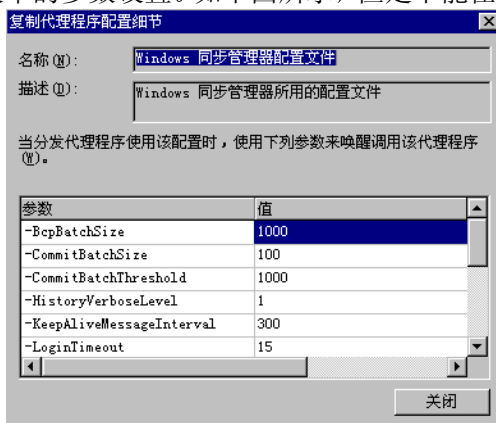 复制代理程序配置细节
名称(N): Windows 同步管理器配置文件
描述(D): Windows 同步管理器所用的配置文件
当分发代理程序使用该配置时，使用下列参数来唤醒调用该代理程序
(W)。
参数 值
-BcpBatchSize 1000
-CommitBatchSize 100
-CommitBatchThreshold 1000
-HistoryVerboseLevel 1
-KeepAliveMessageInterval 300
-LoginTimeout 15
关闭